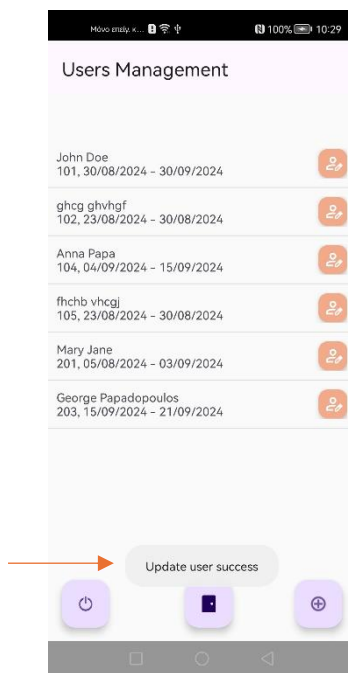 Μόνο επείγ. κ... 100% 10:29
Users Management
John Doe
101, 30/08/2024 - 30/09/2024
ghcg ghvhgf
102, 23/08/2024 - 30/08/2024
Anna Papa
104, 04/09/2024 - 15/09/2024
fhchb vhcgj
105, 23/08/2024 - 30/08/2024
Mary Jane
201, 05/08/2024 - 03/09/2024
George Papadopoulos
203, 15/09/2024 - 21/09/2024
Update user success